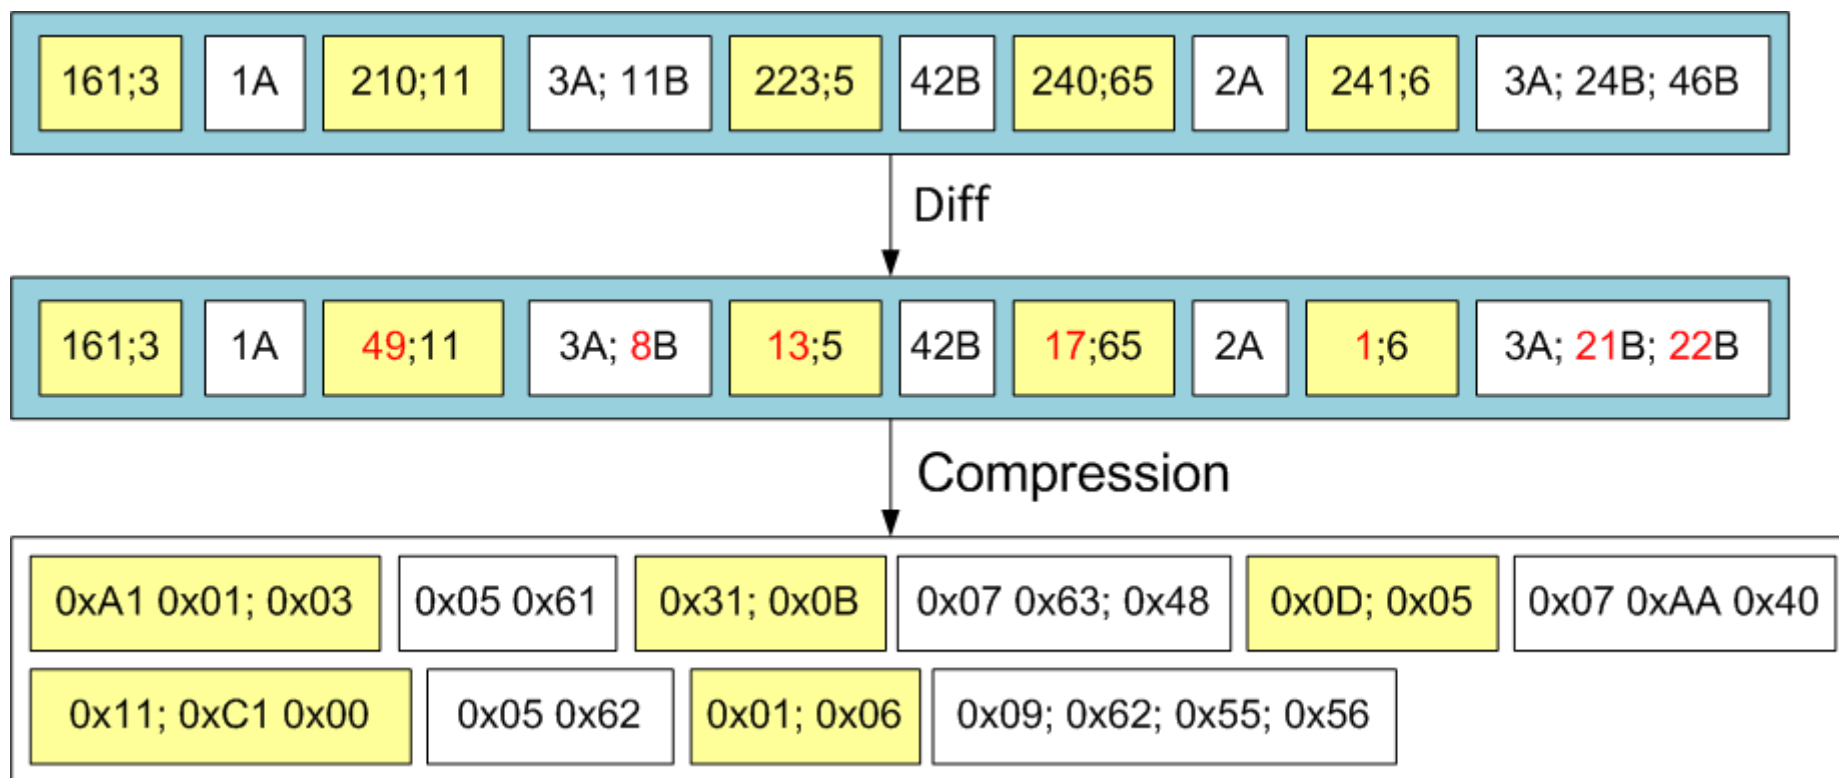 161;3 1A 210;11 3A; 11B 223;5 42B 240;65 2A 241;6 3A; 24B; 46B
Diff
161;3 1A 49;11 3A; 8B 13;5 42B 17;65 2A 1;6 3A; 21B; 22B
Compression
0xA1 0x01; 0x03 0x05 0x61 0x31; 0x0B 0x07 0x63; 0x48 0x0D; 0x05 0x07 0xAA 0x40
0x11; 0xC1 0x00 0x05 0x62 0x01; 0x06 0x09; 0x62; 0x55; 0x56